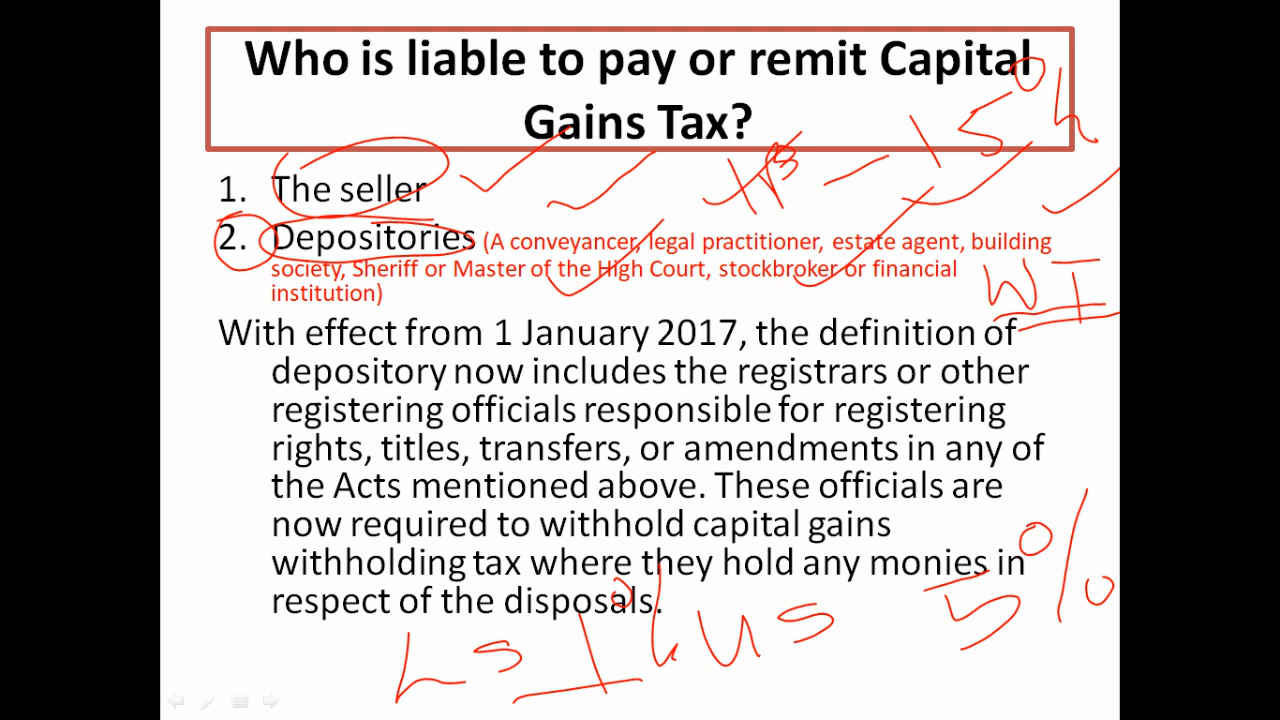 Who is liable to pay or remit Capital
Gains Tax?
15%
1. The seller
2. Depositories (A conveyancer, legal practitioner, estate agent, building
society, Sheriff or Master of the High Court, stockbroker or financial
institution)
WI
With effect from 1 January 2017, the definition of
depository now includes the registrars or other
registering officials responsible for registering
rights, titles, transfers, or amendments in any of
the Acts mentioned above. These officials are
now required to withhold capital gains
withholding tax where they hold any monies in
respect of the disposals.
5%